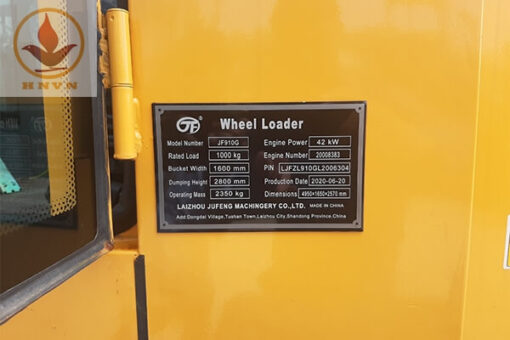 HNVN
Wheel Loader
Model Number JF910G Engine Power 42 kW
Rated Load 1000 kg Engine Number 20008383
Bucket Width 1660 mm P/N LJFZL910GL2006304
Dumping Height 2800 mm Production Date 2020-06-20
Operating Mass 2350 kg Dimensions 4950×1650×2570 mm
LAIZHOU JUFENG MACHINERY CO.,LTD. MADE IN CHINA
Add Dongdai Village,Tushan Town,Laizhou City,Shandong Province,China